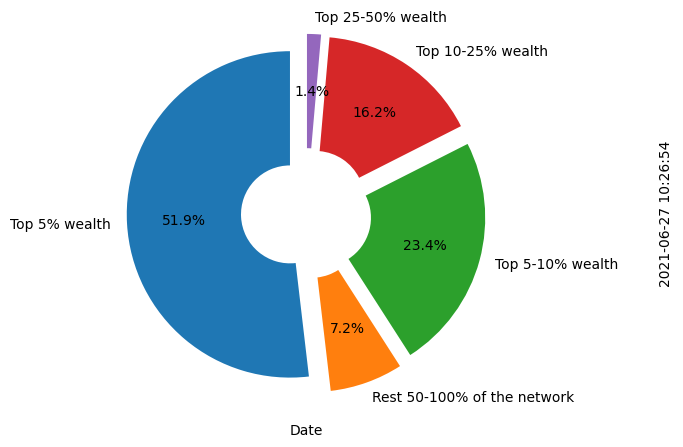 Top 25-50% wealth
Top 10-25% wealth
1.4%
16.2%
2021-06-27 10:26:54
Top 5% wealth
51.9%
23.4%
Top 5-10% wealth
7.2%
Rest 50-100% of the network
Date